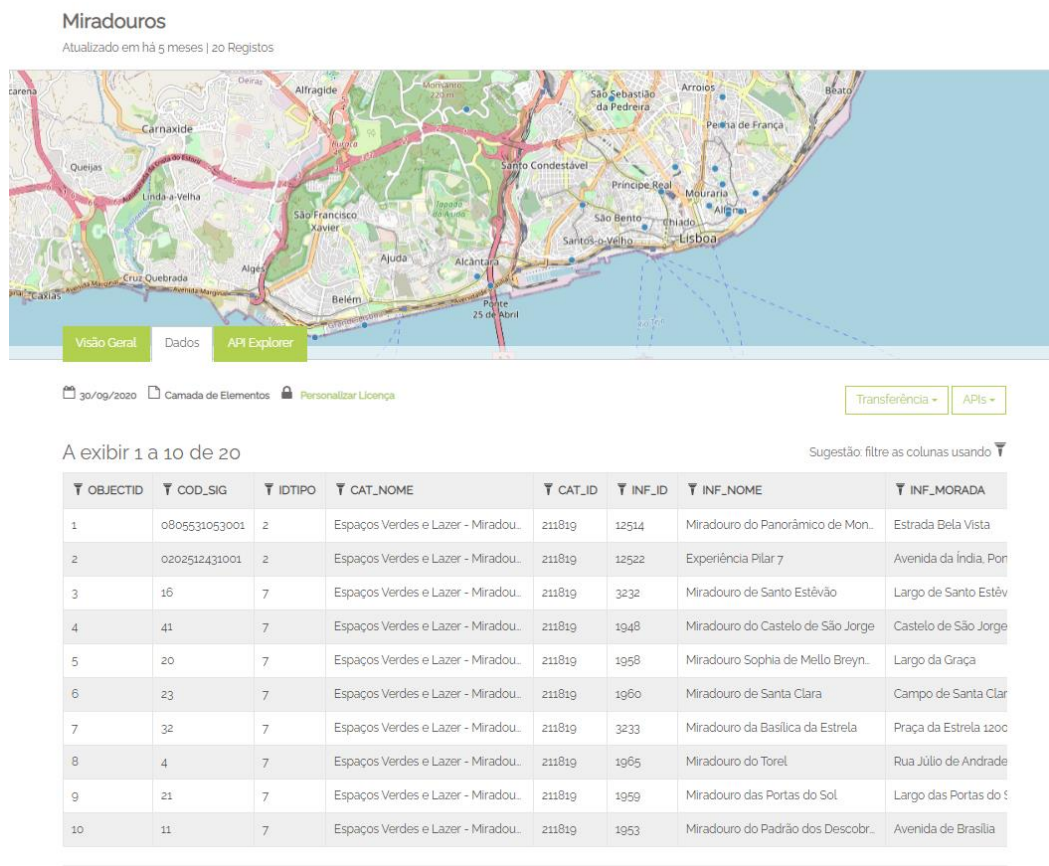 Miradouros
Atualizado em há 5 meses | 20 Registos
carena
Oeiras
Alfragide
Monsanto
220 m
São Sebastião
da Pedreira
Arroios
Beato
Carnaxide
Buraca
Penha de França
Queijas
Santo Condestável
Linda-a-Velha
Príncipe Real
Mouraria
Alfama
São Francisco
Xavier
São Bento
Chiado
Santos-o-Velho
Lisboa
Ajuda
Alcântara
Algés
Cruz Quebrada
Avenida Marginal
Caxias
Belém
Ponte
25 de Abril
Visão Geral Dados API Explorer
30/09/2020 Camada de Elementos Personalizar Licença
Transferência APIs
A exibir 1 a 10 de 20
Sugestão: filtre as colunas usando
OBJECTID COD_SIG IDTIPO CAT_NOME CAT_ID INF_ID INF_NOME INF_MORADA
1 0805531053001 2 Espaços Verdes e Lazer - Miradou... 211819 12514 Miradouro do Panorâmico de Mon... Estrada Bela Vista
2 0202512431001 2 Espaços Verdes e Lazer - Miradou... 211819 12522 Experiência Pilar 7 Avenida da Índia, Pon
3 16 7 Espaços Verdes e Lazer - Miradou... 211819 3232 Miradouro de Santo Estêvão Largo de Santo Estêv
4 41 7 Espaços Verdes e Lazer - Miradou... 211819 1948 Miradouro do Castelo de São Jorge Castelo de São Jorge
5 20 7 Espaços Verdes e Lazer - Miradou... 211819 1958 Miradouro Sophia de Mello Breyn... Largo da Graça
6 23 7 Espaços Verdes e Lazer - Miradou... 211819 1960 Miradouro de Santa Clara Campo de Santa Clar
7 32 7 Espaços Verdes e Lazer - Miradou... 211819 3233 Miradouro da Basílica da Estrela Praça da Estrela 1200
8 4 7 Espaços Verdes e Lazer - Miradou... 211819 1965 Miradouro do Torel Rua Júlio de Andrade
9 21 7 Espaços Verdes e Lazer - Miradou... 211819 1959 Miradouro das Portas do Sol Largo das Portas do S
10 11 7 Espaços Verdes e Lazer - Miradou... 211819 1953 Miradouro do Padrão dos Descobr... Avenida de Brasília